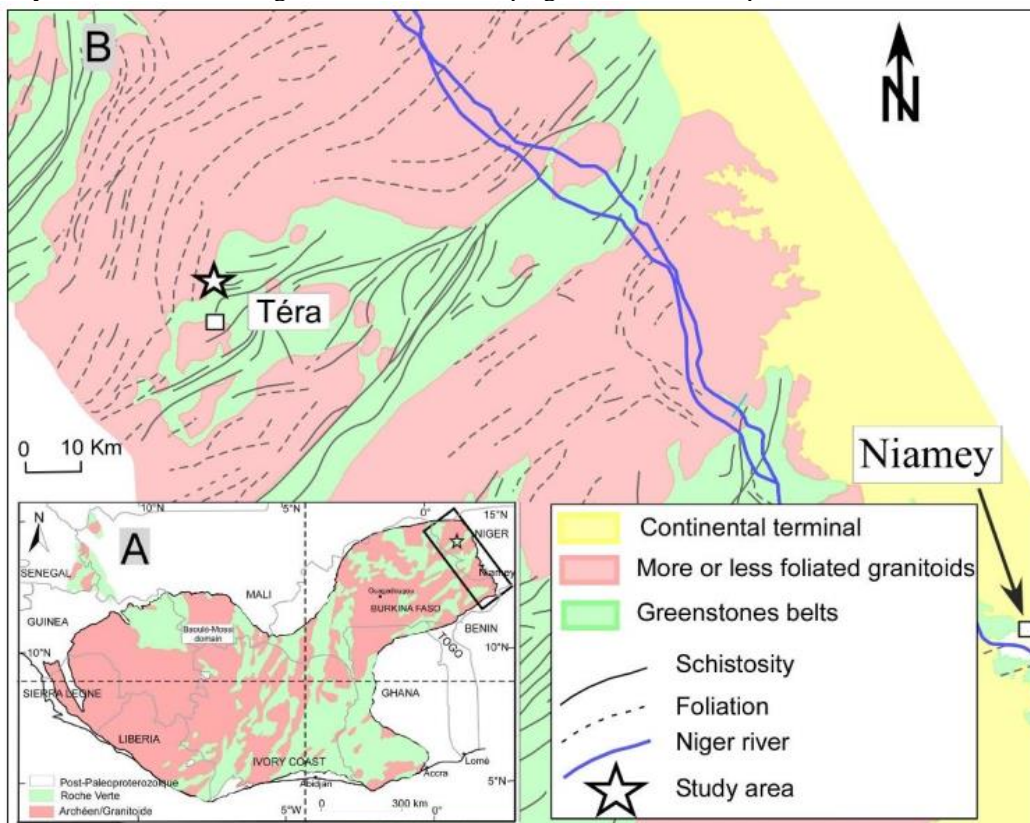 B
N
Téra
0 10 Km
Niamey
Continental terminal
More or less foliated granitoids
Greenstones belts
Schistosity
Foliation
Niger river
Study area
A
N
10°N
5°N
0°
15°N
NIGER
Niamey
SENEGAL
MALI
Ouagadougou
BURKINA FASO
GUINEA
Baoulé-Mossi
domain
BENIN
TOGO
10°N
10°N
SIERRA LEONE
GHANA
LIBERIA
IVORY COAST
Lomé
Accra
Abidjan
5°N
Post-Paleoproterozoïque
Roche Verte
Archéen/Granitoïde
5°W
0 300 km
0°